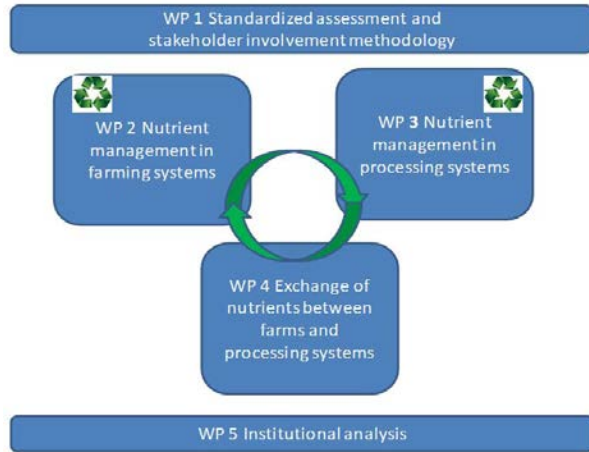 WP 1 Standardized assessment and
stakeholder involvement methodology
WP 2 Nutrient
management in
farming systems
WP 3 Nutrient
management in
processing systems
WP 4 Exchange of
nutrients between
farms and
processing systems
WP 5 Institutional analysis